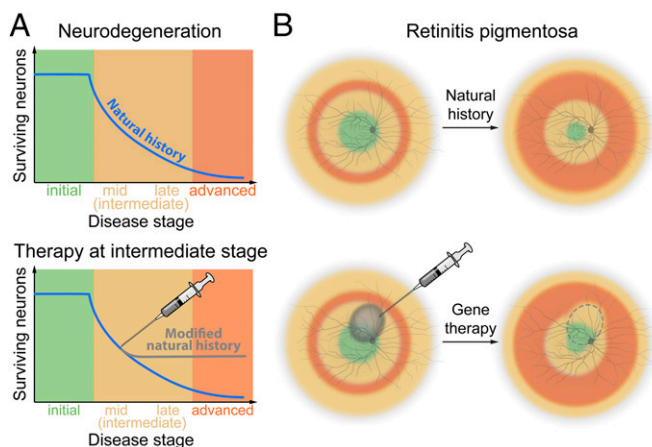 A
Neurodegeneration
Surviving neurons
Natural history
initial
mid
late
advanced
(intermediate)
Disease stage
Therapy at intermediate stage
Surviving neurons
Modified
natural history
initial
mid
late
advanced
(intermediate)
Disease stage
B
Retinitis pigmentosa
Natural
history
Gene
therapy